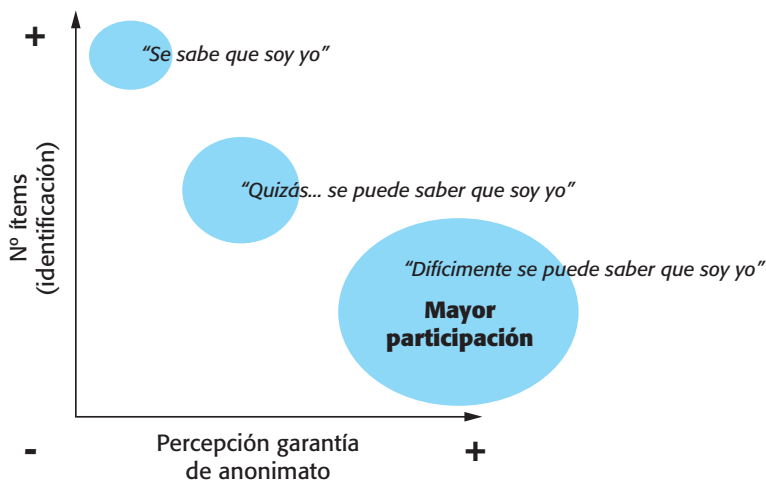 +
“Se sabe que soy yo”
Nº ítems
(identificación)
“Quizás... se puede saber que soy yo”
“Difícimente se puede saber que soy yo”
Mayor
participación
-
Percepción garantía
de anonimato
+